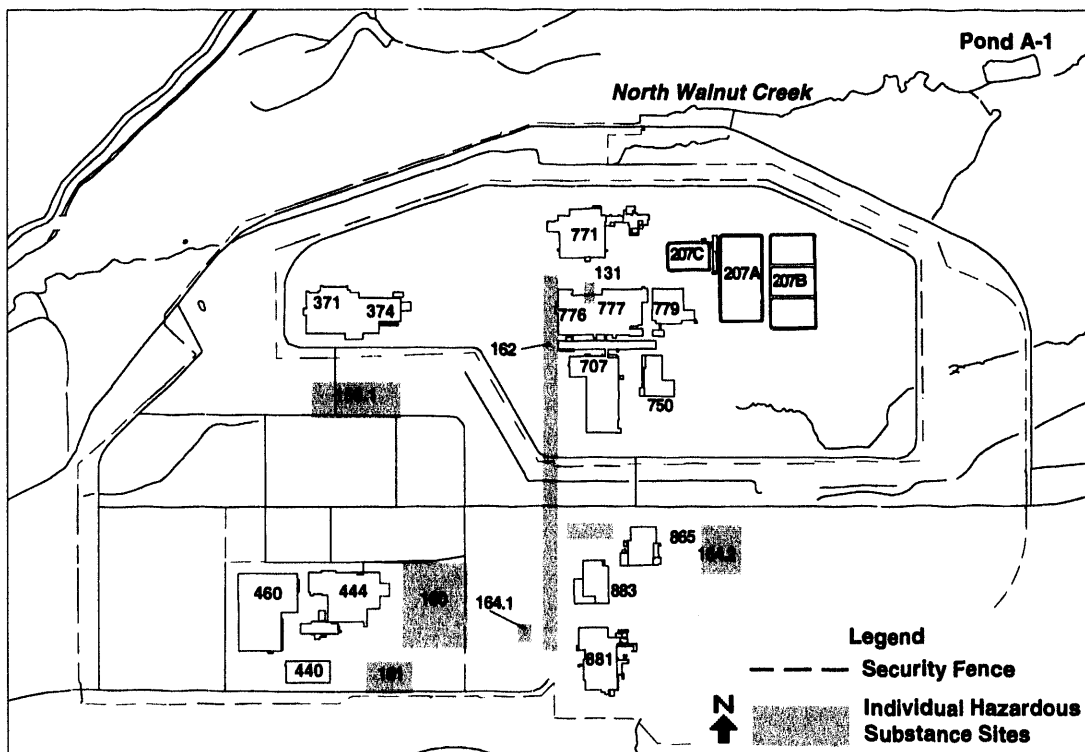 Pond A-1
North Walnut Creek
771
207C
207A
207B
131
371
374
776
777
779
162
707
750
865
460
444
164.1
883
440
881
Legend
Security Fence
N
Individual Hazardous
Substance Sites